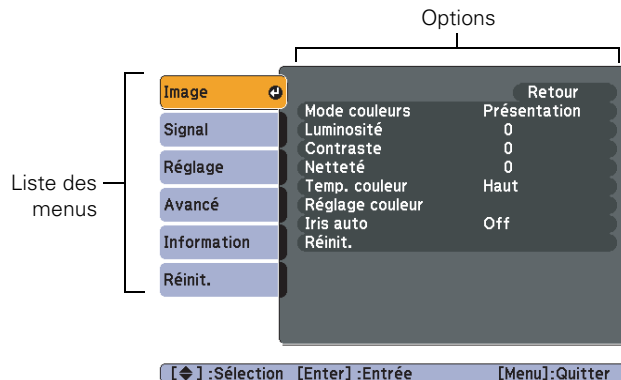 Options
Liste des
menus
Image
Signal
Réglage
Avancé
Information
Réinit.
Retour
Mode couleurs Présentation
Luminosité 0
Contraste 0
Netteté 0
Temp. couleur Haut
Réglage couleur
Iris auto Off
Réinit.
[◆] :Sélection [Enter] :Entrée [Menu]:Quitter